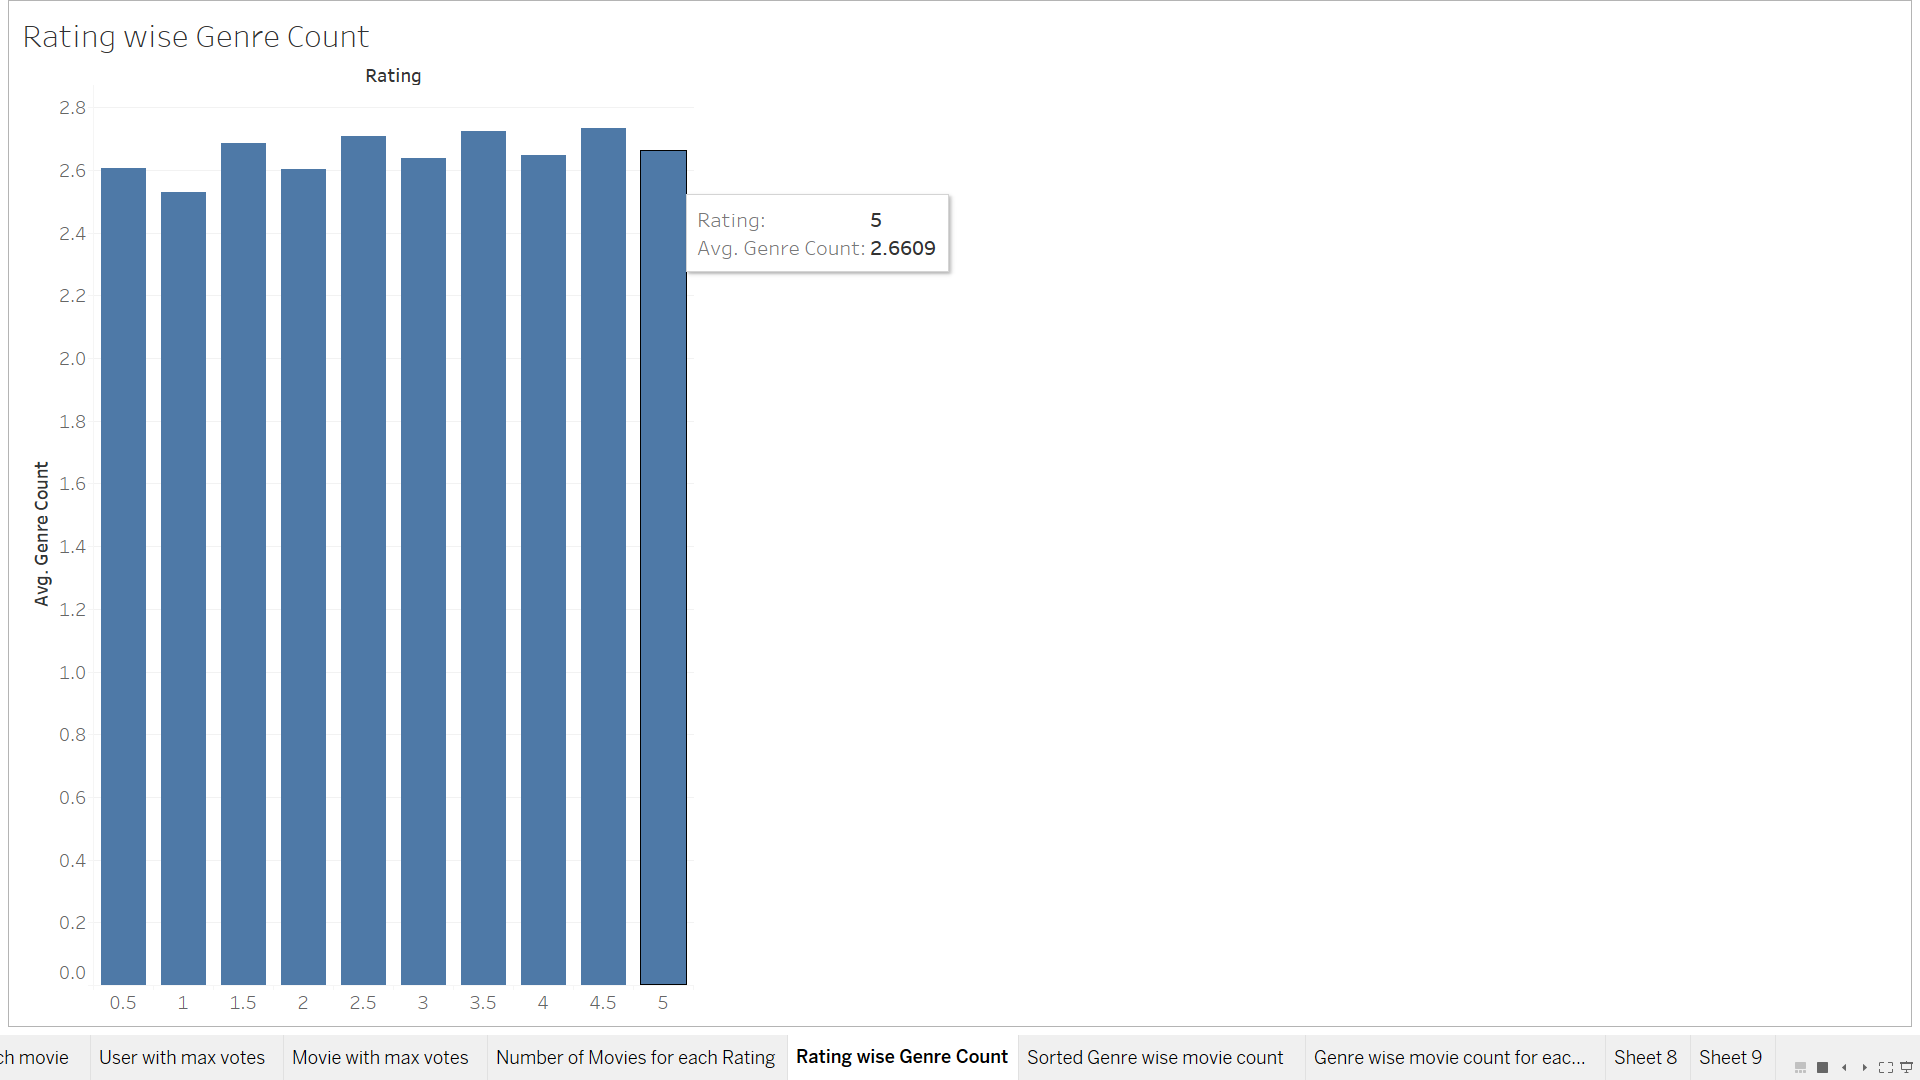 Rating wise Genre Count
Rating
2.8
2.6
2.4
2.2
2.0
1.8
1.6
1.4
1.2
1.0
0.8
0.6
0.4
0.2
0.0
Avg. Genre Count
Rating: 5
Avg. Genre Count: 2.6609
0.5 1 1.5 2 2.5 3 3.5 4 4.5 5
ch movie User with max votes Movie with max votes Number of Movies for each Rating Rating wise Genre Count Sorted Genre wise movie count Genre wise movie count for eac... Sheet 8 Sheet 9